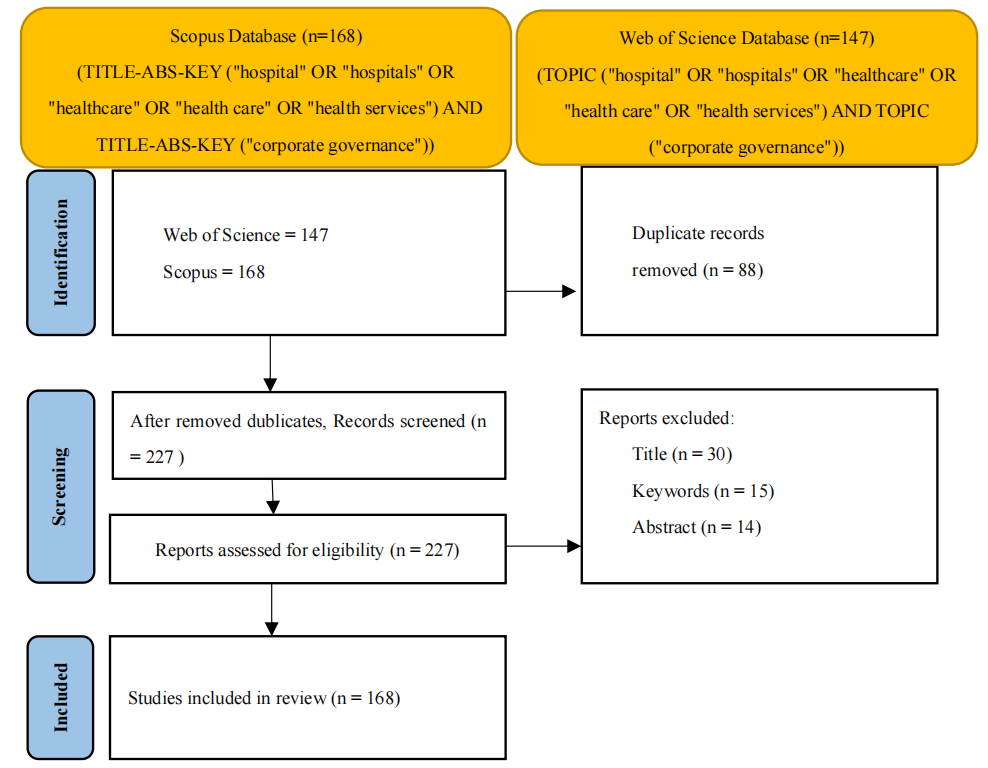 Scopus Database (n=168)
(TITLE-ABS-KEY ("hospital" OR "hospitals" OR
"healthcare" OR "health care" OR "health services") AND
TITLE-ABS-KEY ("corporate governance"))
Web of Science Database (n=147)
(TOPIC ("hospital" OR "hospitals" OR "healthcare" OR
"health care" OR "health services") AND TOPIC
("corporate governance"))
Identification
Web of Science = 147
Scopus = 168
Duplicate records
removed (n = 88)
Screening
After removed dublicates, Records screened (n
= 227 )
Reports assessed for eligibility (n = 227)
Reports excluded:
Title (n = 30)
Keywords (n = 15)
Abstract (n = 14)
Included
Studies included in review (n = 168)